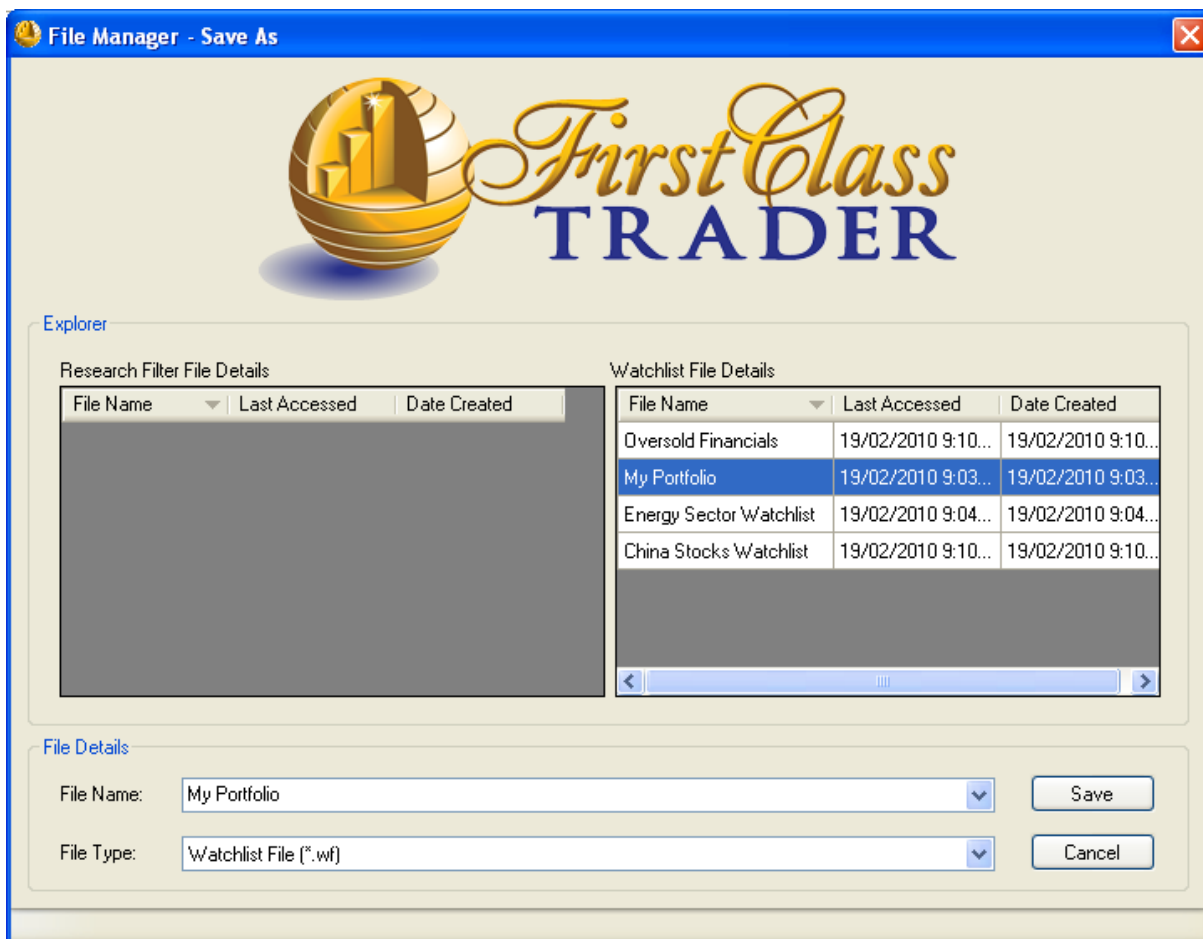 File Manager - Save As
First Class
TRADER
Explorer
Research Filter File Details
File Name Last Accessed Date Created
Watchlist File Details
File Name Last Accessed Date Created
Oversold Financials 19/02/2010 9:10... 19/02/2010 9:10...
My Portfolio 19/02/2010 9:03... 19/02/2010 9:03...
Energy Sector Watchlist 19/02/2010 9:04... 19/02/2010 9:04...
China Stocks Watchlist 19/02/2010 9:10... 19/02/2010 9:10...
File Details
File Name: My Portfolio Save
File Type: Watchlist File (*.wf) Cancel